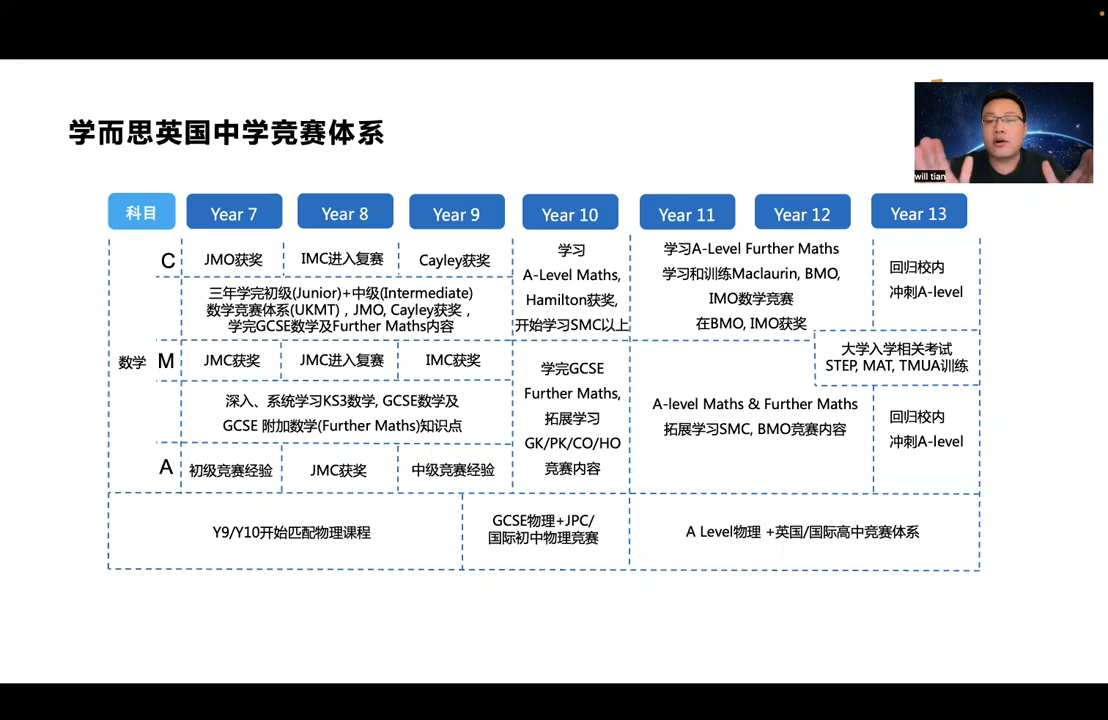 学而思英国中学竞赛体系
will tian
科目
Year 7
Year 8
Year 9
Year 10
Year 11
Year 12
Year 13
C
JMO获奖
IMC进入复赛
Cayley获奖
学习
A-Level Maths,
Hamilton获奖,
开始学习SMC以上
学习A-Level Further Maths
学习和训练Maclaurin, BMO,
IMO数学竞赛
在BMO, IMO获奖
回归校内
冲刺A-level
三年学完初级(Junior)+中级(Intermediate)
数学竞赛体系(UKMT)，JMO, Cayley获奖，
学完GCSE数学及Further Maths内容
大学入学相关考试
STEP, MAT, TMUA训练
数学
M
JMC获奖
JMC进入复赛
IMC获奖
学完GCSE
Further Maths,
拓展学习
GK/PK/CO/HO
竞赛内容
A-level Maths & Further Maths
拓展学习SMC, BMO竞赛内容
回归校内
冲刺A-level
深入、系统学习KS3数学, GCSE数学及
GCSE 附加数学(Further Maths)知识点
A
初级竞赛经验
JMC获奖
中级竞赛经验
Y9/Y10开始匹配物理课程
GCSE物理+JPC/
国际初中物理竞赛
A Level物理 +英国/国际高中竞赛体系